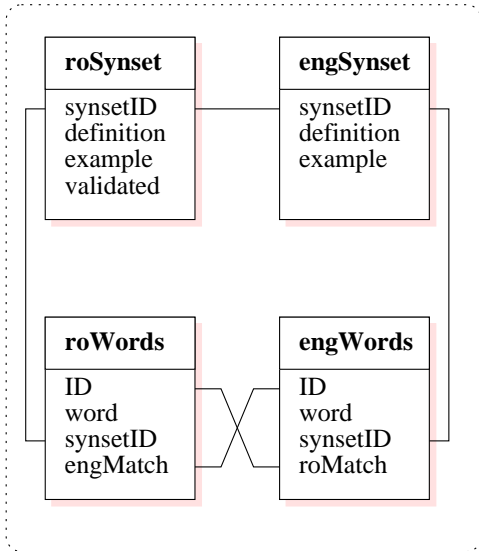 roSynset
synsetID
definition
example
validated
engSynset
synsetID
definition
example
roWords
ID
word
synsetID
engMatch
engWords
ID
word
synsetID
roMatch